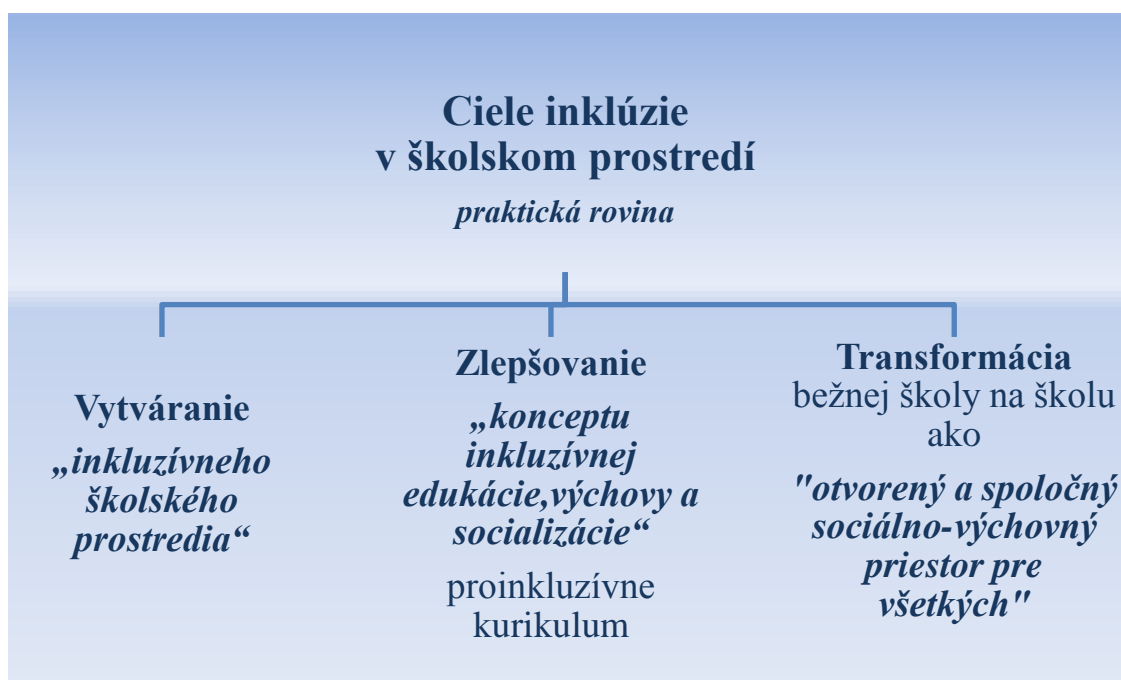 Ciele inklúzie
v školskom prostredí
praktická rovina
Vytváranie
„inkluzívneho
školského
prostredia“
Zlepšovanie
„konceptu
inkluzívnej
edukácie,výchovy a
socializácie“
proinkluzívne
kurikulum
Transformácia
bežnej školy na školu
ako
"otvorený a spoločný
sociálno-výchovný
priestor pre
všetkých"